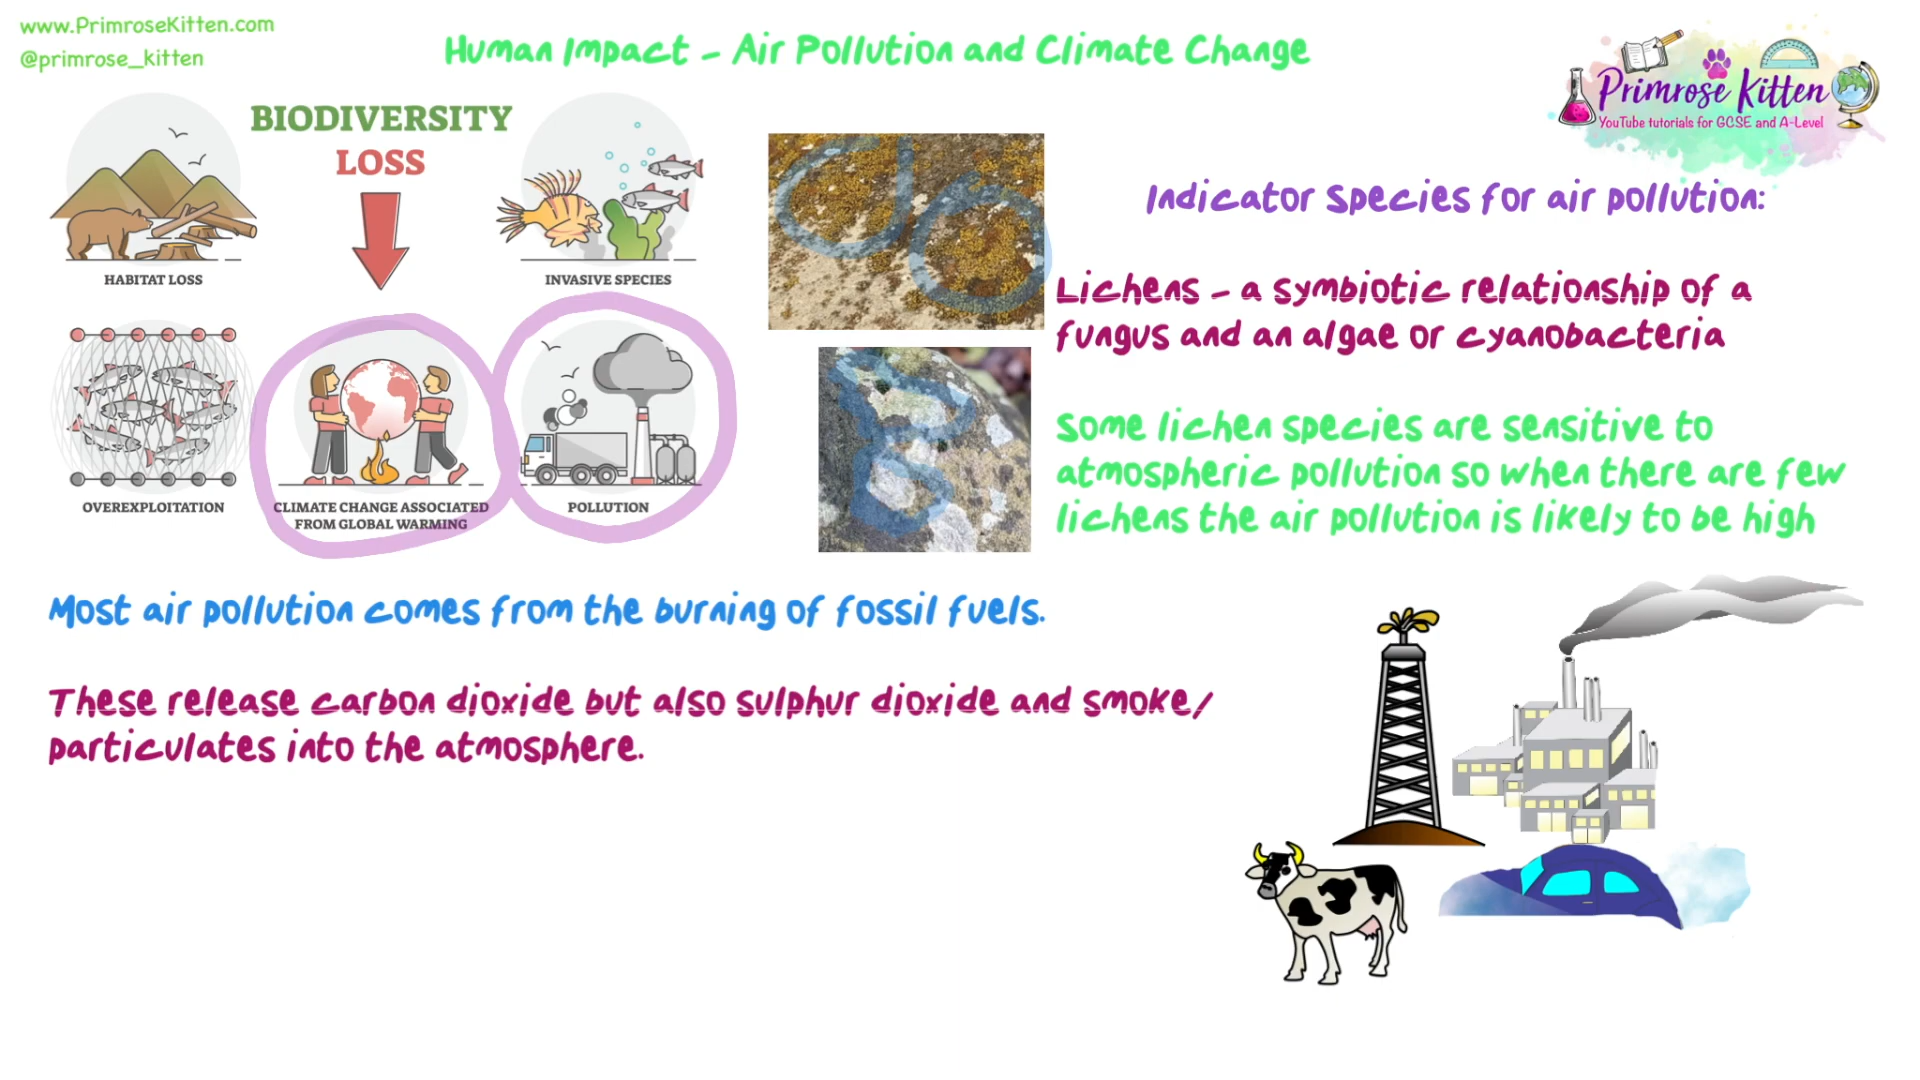 www.PrimroseKitten.com
@primrose_kitten
Human Impact - Air Pollution and Climate Change
Primrose Kitten
YouTube tutorials for GCSE and A-Level
BIODIVERSITY
LOSS
HABITAT LOSS
INVASIVE SPECIES
OVEREXPLOITATION
CLIMATE CHANGE ASSOCIATED
FROM GLOBAL WARMING
POLLUTION
Indicator Species for air pollution:
Lichens - a symbiotic relationship of a
fungus and an algae or cyanobacteria
Some lichen species are sensitive to
atmospheric pollution so when there are few
lichens the air pollution is likely to be high
Most air pollution comes from the burning of fossil fuels.
These release carbon dioxide but also sulphur dioxide and smoke/
particulates into the atmosphere.